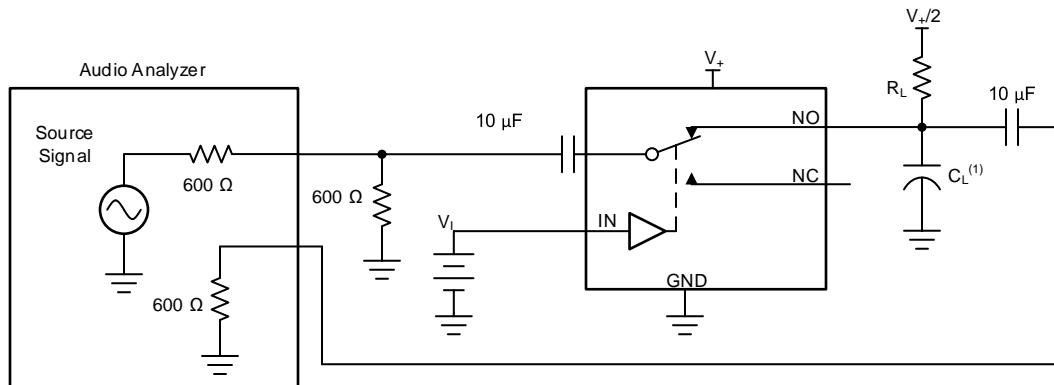 V+/2
Audio Analyzer
V+
RL
10 µF
Source
Signal
10 µF
NO
600 Ω
600 Ω
NC
CL(1)
VI
IN
GND
600 Ω